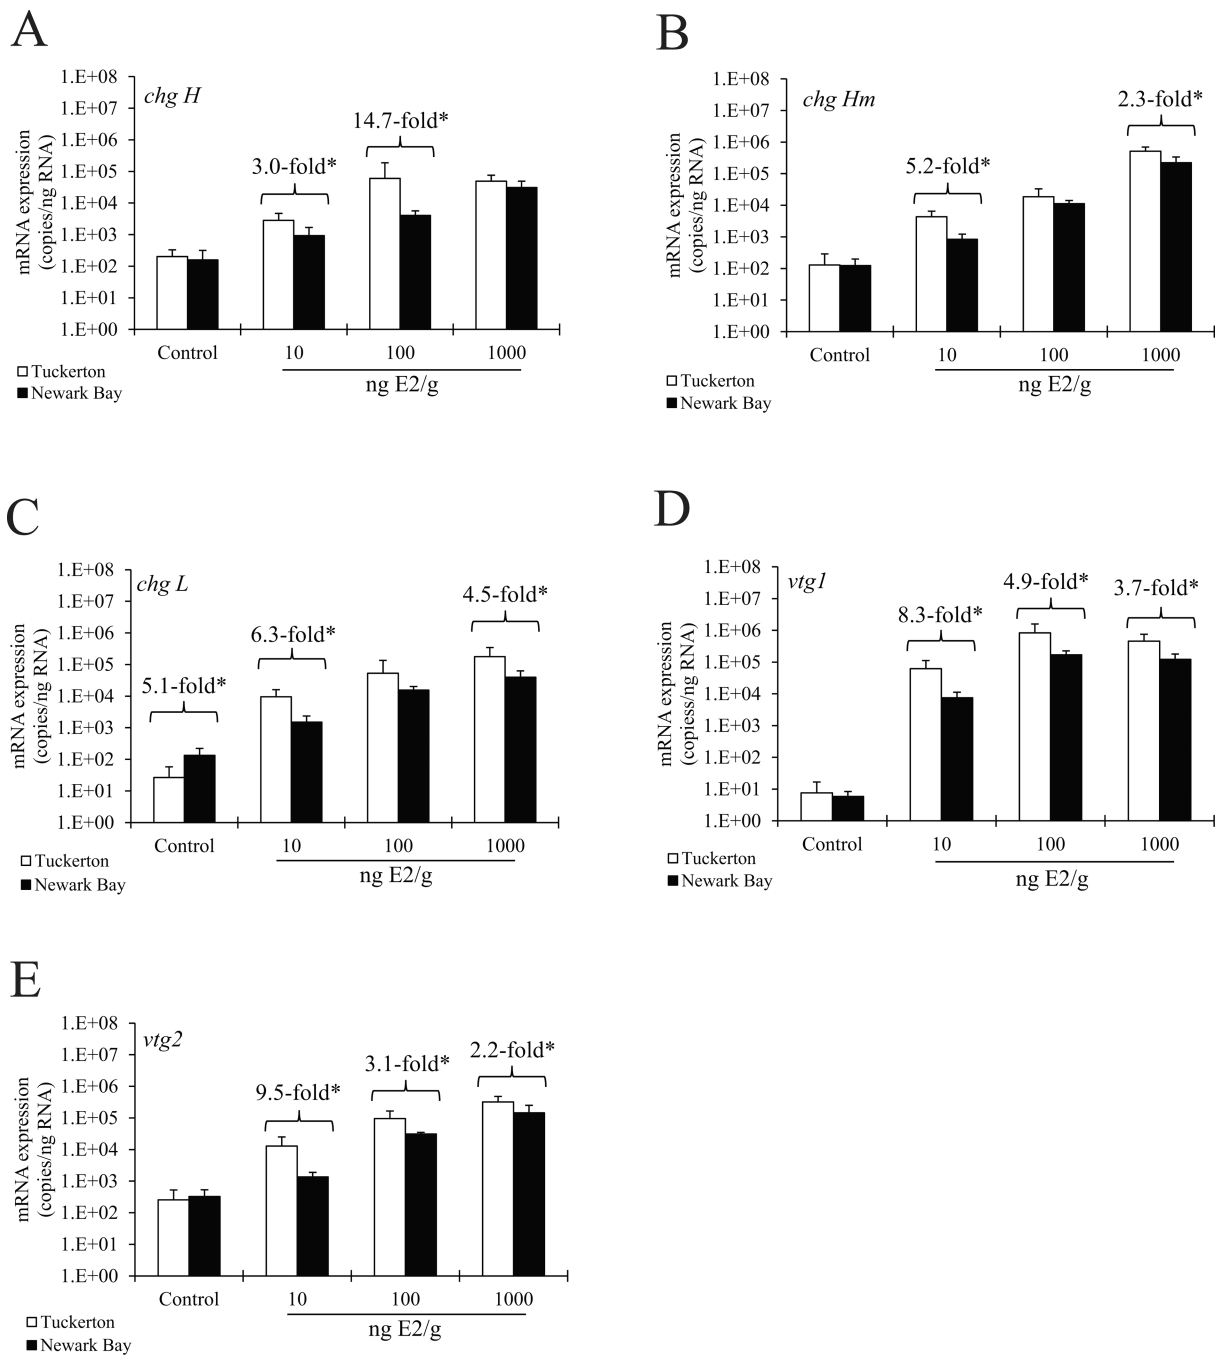 A
chg H
mRNA expression
(copies/ng RNA)
1.E+08
1.E+07
1.E+06
1.E+05
1.E+04
1.E+03
1.E+02
1.E+01
1.E+00
3.0-fold*
14.7-fold*
Control 10 100 1000
ng E2/g
Tuckerton
Newark Bay
B
chg Hm
mRNA expression
(copies/ng RNA)
1.E+08
1.E+07
1.E+06
1.E+05
1.E+04
1.E+03
1.E+02
1.E+01
1.E+00
5.2-fold*
2.3-fold*
Control 10 100 1000
ng E2/g
Tuckerton
Newark Bay
C
chg L
mRNA expression
(copies/ng RNA)
1.E+08
1.E+07
1.E+06
1.E+05
1.E+04
1.E+03
1.E+02
1.E+01
1.E+00
5.1-fold*
6.3-fold*
4.5-fold*
Control 10 100 1000
ng E2/g
Tuckerton
Newark Bay
D
vtg1
mRNA expression
(copiess/ng RNA)
1.E+08
1.E+07
1.E+06
1.E+05
1.E+04
1.E+03
1.E+02
1.E+01
1.E+00
8.3-fold*
4.9-fold*
3.7-fold*
Control 10 100 1000
ng E2/g
Tuckerton
Newark Bay
E
vtg2
mRNA expression
(copies/ng RNA)
1.E+08
1.E+07
1.E+06
1.E+05
1.E+04
1.E+03
1.E+02
1.E+01
1.E+00
9.5-fold*
3.1-fold*
2.2-fold*
Control 10 100 1000
ng E2/g
Tuckerton
Newark Bay